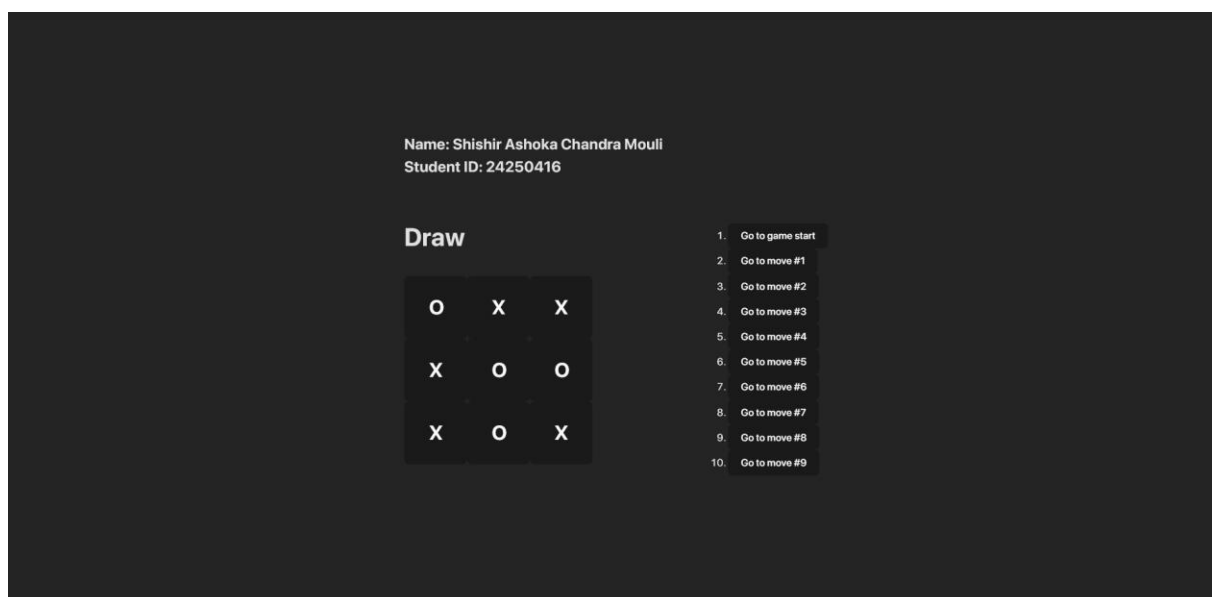 Name: Shishir Ashoka Chandra Mouli
Student ID: 24250416
Draw
O X X
X O O
X O X
1. Go to game start
2. Go to move #1
3. Go to move #2
4. Go to move #3
5. Go to move #4
6. Go to move #5
7. Go to move #6
8. Go to move #7
9. Go to move #8
10. Go to move #9